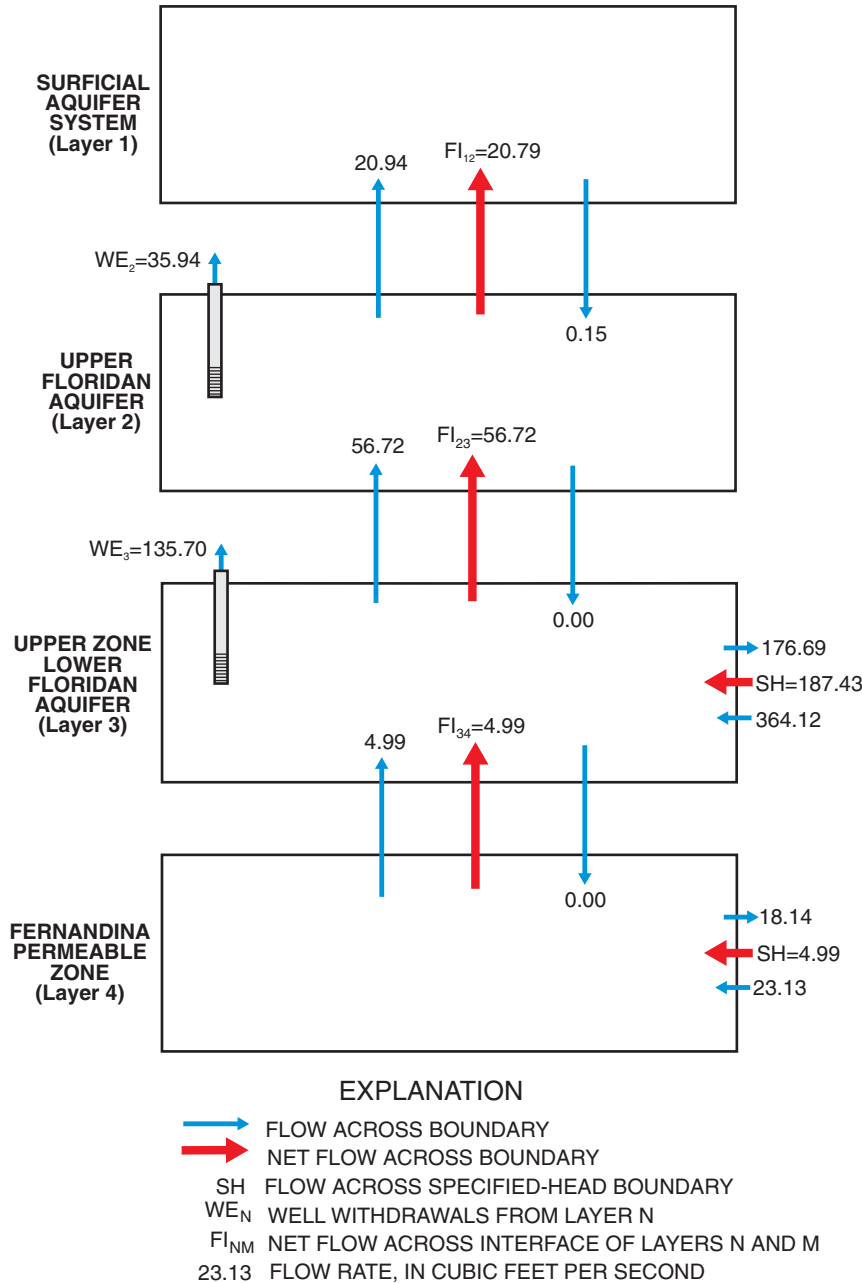 SURFICIAL
AQUIFER
SYSTEM
(Layer 1)
20.94
FI₁₂=20.79
WE₂=35.94
0.15
UPPER
FLORIDAN
AQUIFER
(Layer 2)
56.72
FI₂₃=56.72
WE₃=135.70
0.00
UPPER ZONE
LOWER
FLORIDAN
AQUIFER
(Layer 3)
176.69
SH=187.43
364.12
4.99
FI₃₄=4.99
0.00
FERNANDINA
PERMEABLE
ZONE
(Layer 4)
18.14
SH=4.99
23.13
EXPLANATION
FLOW ACROSS BOUNDARY
NET FLOW ACROSS BOUNDARY
SH FLOW ACROSS SPECIFIED-HEAD BOUNDARY
WE_N WELL WITHDRAWALS FROM LAYER N
FI_NM NET FLOW ACROSS INTERFACE OF LAYERS N AND M
23.13 FLOW RATE, IN CUBIC FEET PER SECOND